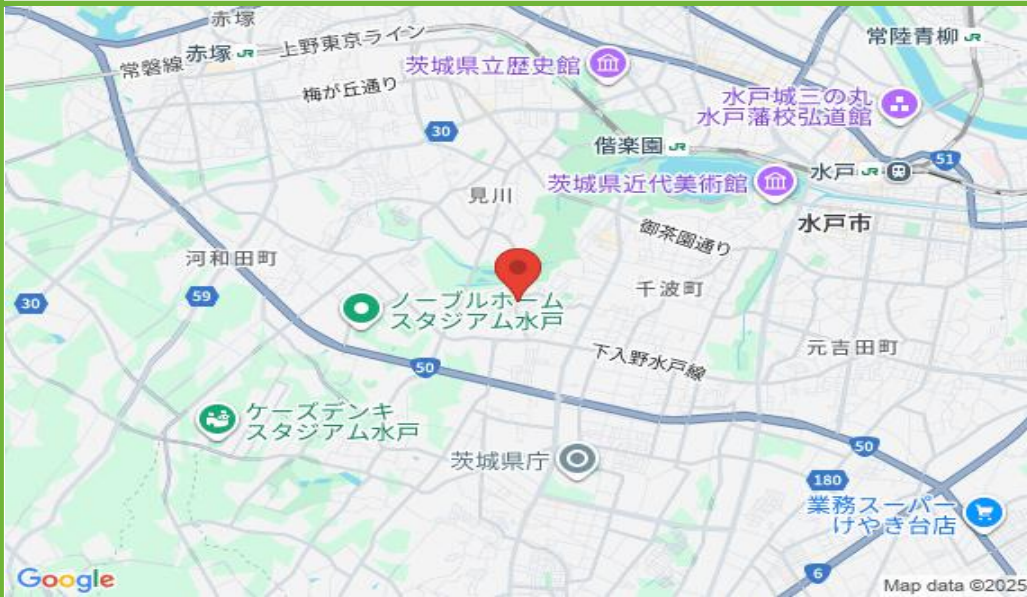 赤塚
赤塚 JR
上野東京ライン
常磐線
茨城県立歴史館
常陸青柳 JR
梅が丘通り
水戸城三の丸
水戸藩校弘道館
30
偕楽園 JR
51
水戸 JR
茨城県近代美術館
見川
水戸市
御茶園通り
河和田町
千波町
30
59
ノーブルホーム
スタジアム水戸
元吉田町
下入野水戸線
50
ケーズデンキ
スタジアム水戸
50
茨城県庁
180
業務スーパー
けやき台店
6
Google
Map data ©2025